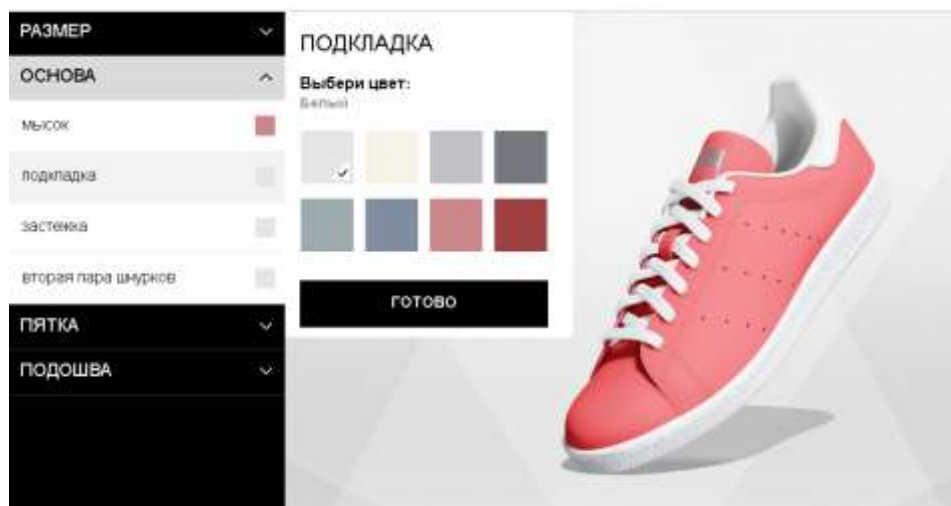 РАЗМЕР
ОСНОВА
мысок
подкладка
застежка
вторая пара шнурков
ПЯТКА
ПОДОШВА
ПОДКЛАДКА
Выбери цвет:
Белый
ГОТОВО